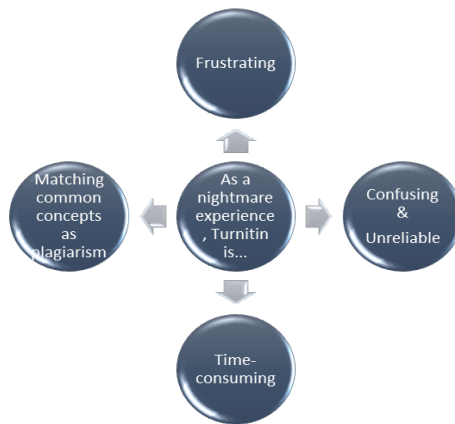 Frustrating
Matching
common
concepts
as
plagiarism
As a
nightmare
experience
, Turnitin
is...
Confusing
&
Unreliable
Time-
consuming